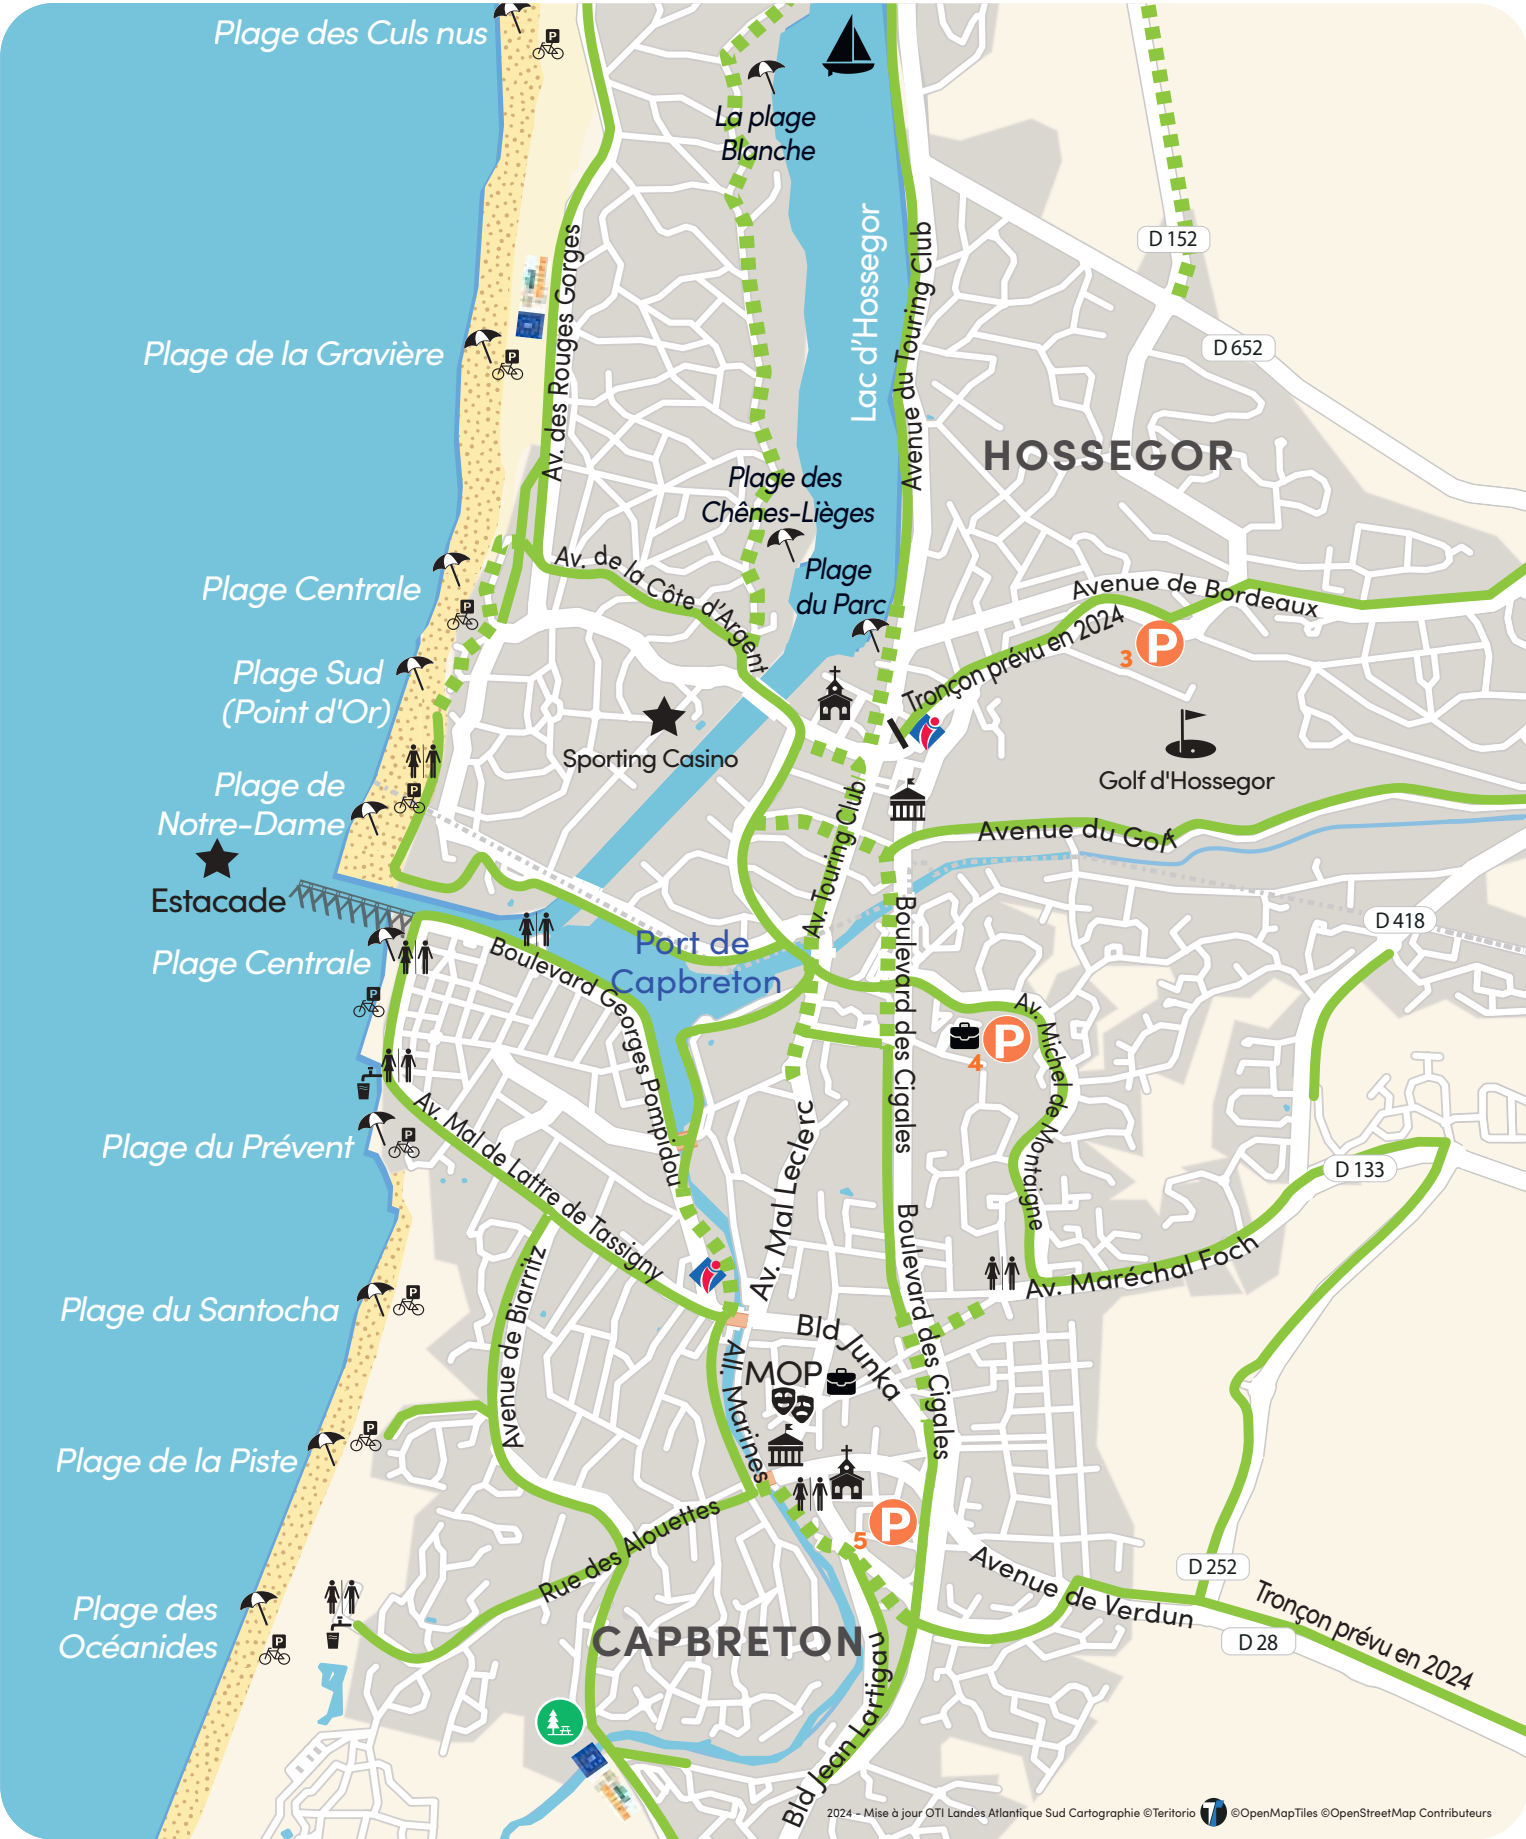 Plage des Culs nus
P
La plage
Blanche
Lac d'Hossegor
Avenue du Touring Club
D 152
Av. des Rouges Gorges
D 652
Plage de la Gravière
P
HOSSEGOR
Plage des
Chênes-Lièges
Av. de la Côte d'Argent
Plage
du Parc
Plage Centrale
P
Avenue de Bordeaux
Tronçon prévu en 2024
P
3
Plage Sud
(Point d'Or)
Sporting Casino
Golf d'Hossegor
Plage de
Notre-Dame
P
Av. Touring Club
Avenue du Golf
Estacade
D 418
Port de
Capbreton
Boulevard Georges Pompidou
Boulevard des Cigales
Plage Centrale
P
Av. Michel de Montaigne
P
4
Av. Mal de Lattre de Tassigny
Av. Mal Leclerc
Plage du Prévent
P
D 133
Boulevard des Cigales
Av. Maréchal Foch
Avenue de Biarritz
Plage du Santocha
P
Bld Junka
MOP
All. Marines
Plage de la Piste
P
P
5
Rue des Alouettes
Avenue de Verdun
D 252
Tronçon prévu en 2024
D 28
Plage des
Océanides
P
CAPBRETON
Bld Jean Lartigau
2024 - Mise à jour OTI Landes Atlantique Sud Cartographie ©Teritorio T ©OpenMapTiles ©OpenStreetMap Contributeurs